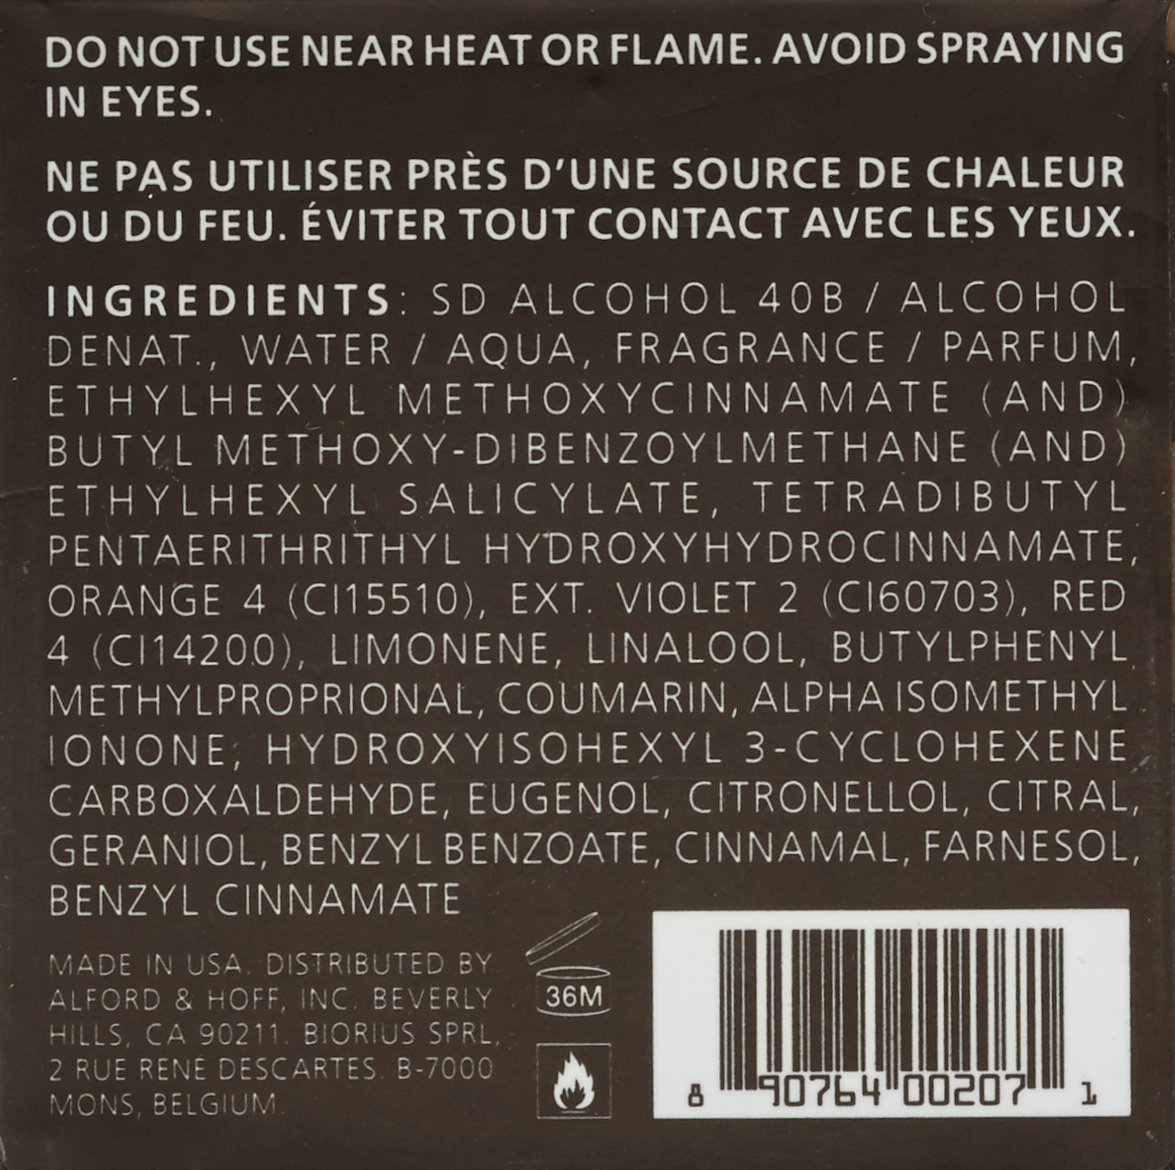 DO NOT USE NEAR HEAT OR FLAME. AVOID SPRAYING
IN EYES.
NE PAS UTILISER PRÈS D'UNE SOURCE DE CHALEUR
OU DU FEU. ÉVITER TOUT CONTACT AVEC LES YEUX.
INGREDIENTS: SD ALCOHOL 40B / ALCOHOL
DENAT., WATER / AQUA, FRAGRANCE / PARFUM,
ETHYLHEXYL METHOXYCINNAMATE (AND)
BUTYL METHOXY-DIBENZOYLMETHANE (AND)
ETHYLHEXYL SALICYLATE, TETRADIBUTYL
PENTAERITHRITHYL HYDROXYHYDROCINNAMATE,
ORANGE 4 (CI15510), EXT. VIOLET 2 (CI60703), RED
4 (CI14200), LIMONENE, LINALOOL, BUTYLPHENYL
METHYLPROPRIONAL, COUMARIN, ALPHA ISOMETHYL
IONONE, HYDROXYISOHEXYL 3-CYCLOHEXENE
CARBOXALDEHYDE, EUGENOL, CITRONELLOL, CITRAL,
GERANIOL, BENZYL BENZOATE, CINNAMAL, FARNESOL,
BENZYL CINNAMATE
MADE IN USA. DISTRIBUTED BY
ALFORD & HOFF, INC. BEVERLY
HILLS, CA 90211. BIORIUS SPRL,
2 RUE RENÉ DESCARTES. B-7000
MONS, BELGIUM.
36M
8 90764 00207 1